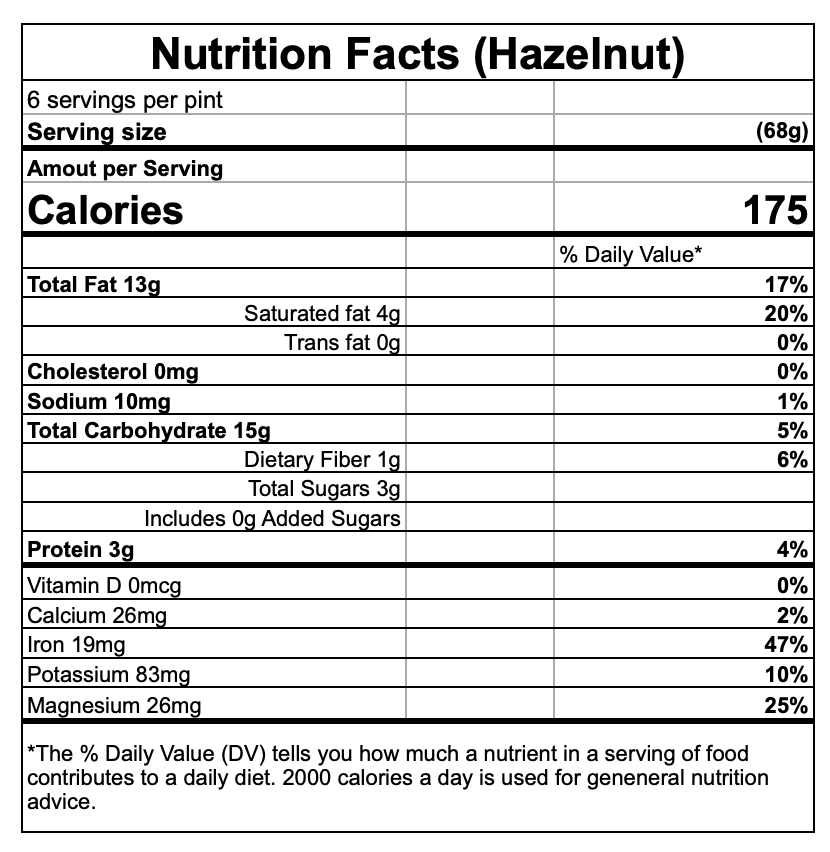 Nutrition Facts (Hazelnut)
6 servings per pint
Serving size (68g)
Amout per Serving
Calories 175
% Daily Value*
Total Fat 13g 17%
Saturated fat 4g 20%
Trans fat 0g 0%
Cholesterol 0mg 0%
Sodium 10mg 1%
Total Carbohydrate 15g 5%
Dietary Fiber 1g 6%
Total Sugars 3g
Includes 0g Added Sugars
Protein 3g 4%
Vitamin D 0mcg 0%
Calcium 26mg 2%
Iron 19mg 47%
Potassium 83mg 10%
Magnesium 26mg 25%
*The % Daily Value (DV) tells you how much a nutrient in a serving of food
contributes to a daily diet. 2000 calories a day is used for geneneral nutrition
advice.